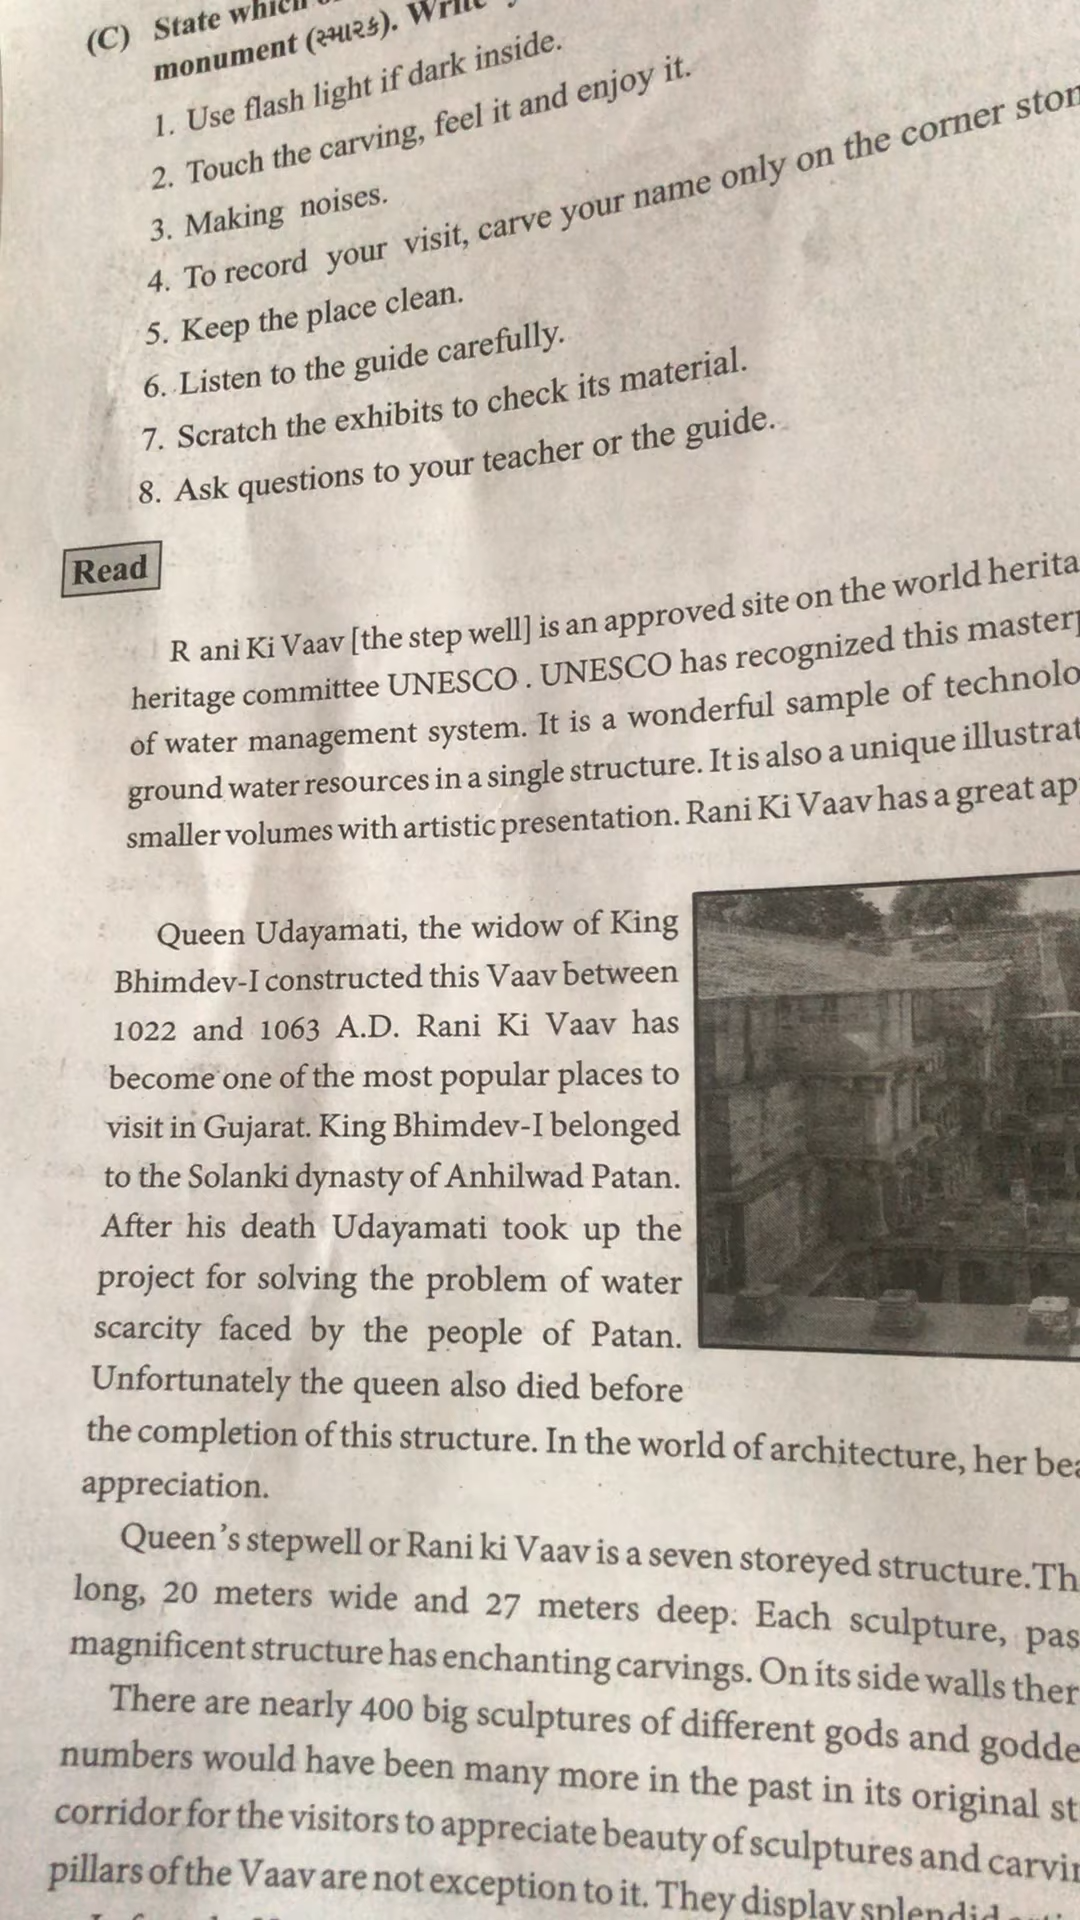 (C) State which
monument (સ્મારક). Write
1. Use flash light if dark inside.
2. Touch the carving, feel it and enjoy it.
3. Making noises.
4. To record your visit, carve your name only on the corner
5. Keep the place clean.
6. Listen to the guide carefully.
7. Scratch the exhibits to check its material.
8. Ask questions to your teacher or the guide.
Read
R ani Ki Vaav [the step well] is an approved site on the world
heritage committee UNESCO . UNESCO has recognized this
of water management system. It is a wonderful sample of
ground water resources in a single structure. It is also a unique
smaller volumes with artistic presentation. Rani Ki Vaav has a great
Queen Udayamati, the widow of King
Bhimdev-I constructed this Vaav between
1022 and 1063 A.D. Rani Ki Vaav has
become one of the most popular places to
visit in Gujarat. King Bhimdev-I belonged
to the Solanki dynasty of Anhilwad Patan.
After his death Udayamati took up the
project for solving the problem of water
scarcity faced by the people of Patan.
Unfortunately the queen also died before
the completion of this structure. In the world of architecture, her
appreciation.
Queen's stepwell or Rani ki Vaav is a seven storeyed structure.
long, 20 meters wide and 27 meters deep. Each sculpture,
magnificent structure has enchanting carvings. On its side walls
There are nearly 400 big sculptures of different gods and
numbers would have been many more in the past in its original
corridor for the visitors to appreciate beauty of sculptures and
pillars of the Vaav are not exception to it. They display splendid